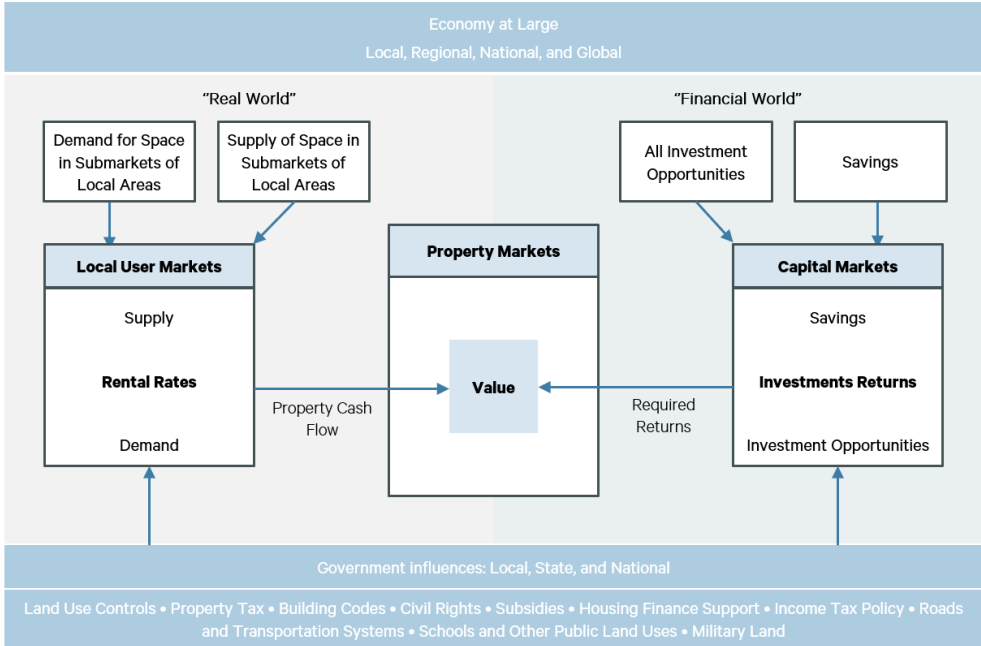 Economy at Large
Local, Regional, National, and Global
"Real World"
"Financial World"
Demand for Space
in Submarkets of
Local Areas
Supply of Space in
Submarkets of
Local Areas
All Investment
Opportunities
Savings
Local User Markets
Supply
Rental Rates
Demand
Property Cash
Flow
Property Markets
Value
Required
Returns
Capital Markets
Savings
Investments Returns
Investment Opportunities
Government influences: Local, State, and National
Land Use Controls • Property Tax • Building Codes • Civil Rights • Subsidies • Housing Finance Support • Income Tax Policy • Roads
and Transportation Systems • Schools and Other Public Land Uses • Military Land